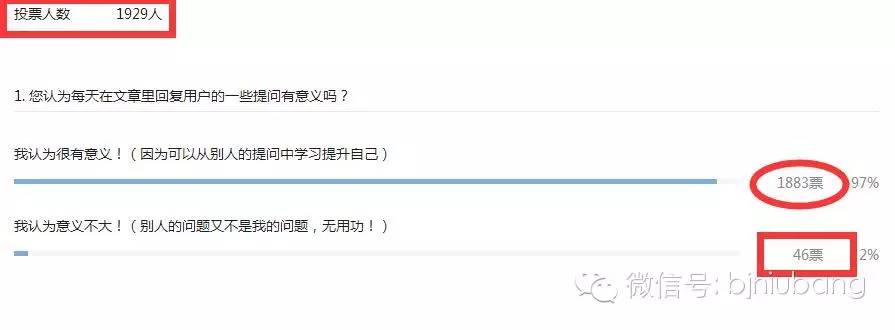 投票人数 1929人
1. 您认为每天在文章里回复用户的一些提问有意义吗？
我认为很有意义！（因为可以从别人的提问中学习提升自己）
1883票 97%
我认为意义不大！（别人的问题又不是我的问题，无用功！）
46票 2%
微信号: bjniubang